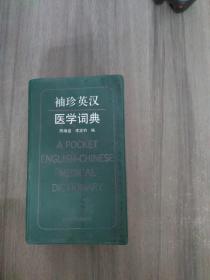 袖珍英汉
医学词典
A POCKET
ENGLISH-CHINESE
MEDICAL
DICTIONARY